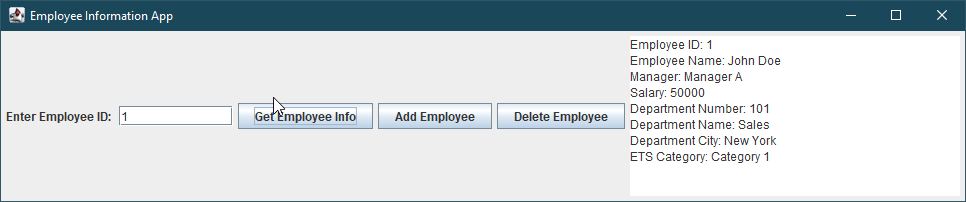 Employee Information App
Enter Employee ID: 1 Get Employee Info Add Employee Delete Employee
Employee ID: 1
Employee Name: John Doe
Manager: Manager A
Salary: 50000
Department Number: 101
Department Name: Sales
Department City: New York
ETS Category: Category 1